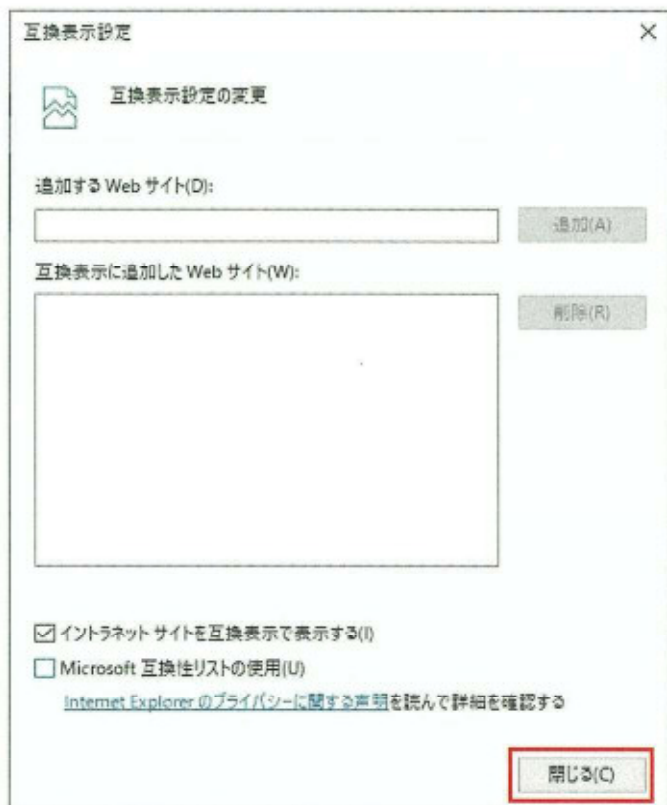 互換表示設定
互換表示設定の変更
追加する Web サイト(D):
追加(A)
互換表示に追加した Web サイト(W):
削除(R)
イントラネット サイトを互換表示で表示する(I)
Microsoft 互換性リストの使用(U)
Internet Explorer のプライバシーに関する声明を読んで詳細を確認する
閉じる(C)